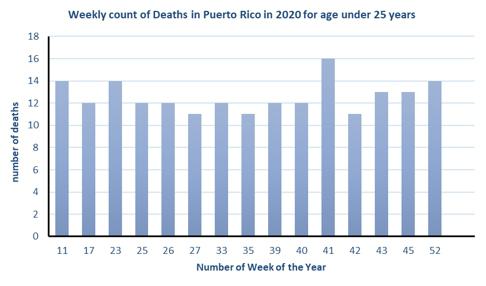 Weekly count of Deaths in Puerto Rico in 2020 for age under 25 years
number of deaths
18
16
14
12
10
8
6
4
2
0
11 17 23 25 26 27 33 35 39 40 41 42 43 45 52
Number of Week of the Year